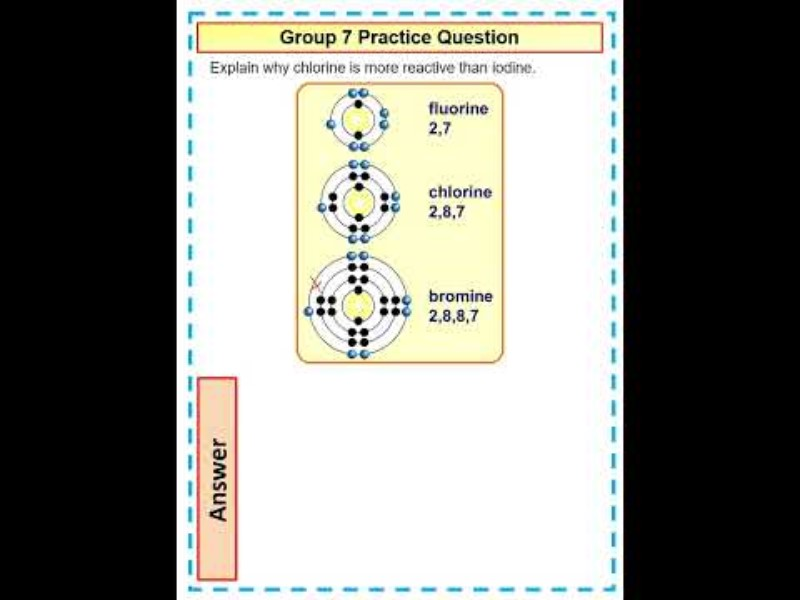 Group 7 Practice Question
Explain why chlorine is more reactive than iodine.
fluorine
2,7
chlorine
2,8,7
bromine
2,8,8,7
Answer